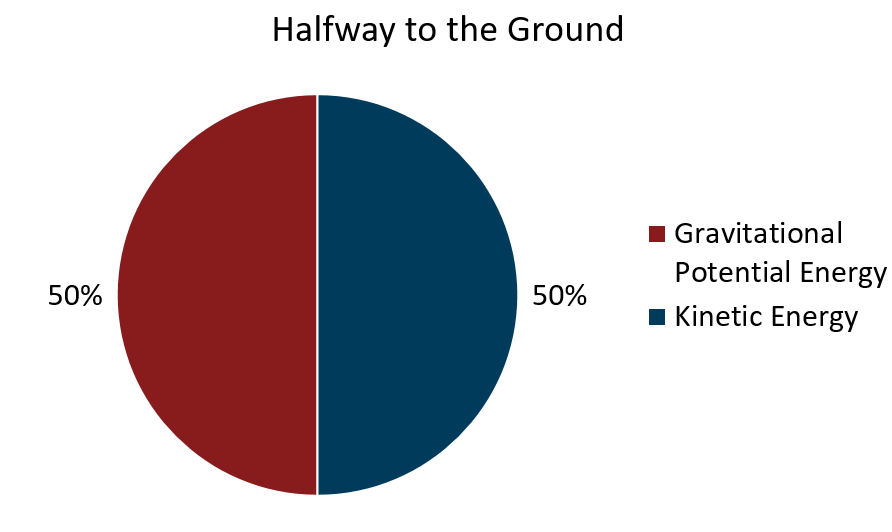 Halfway to the Ground
50%
50%
Gravitational
Potential Energy
Kinetic Energy